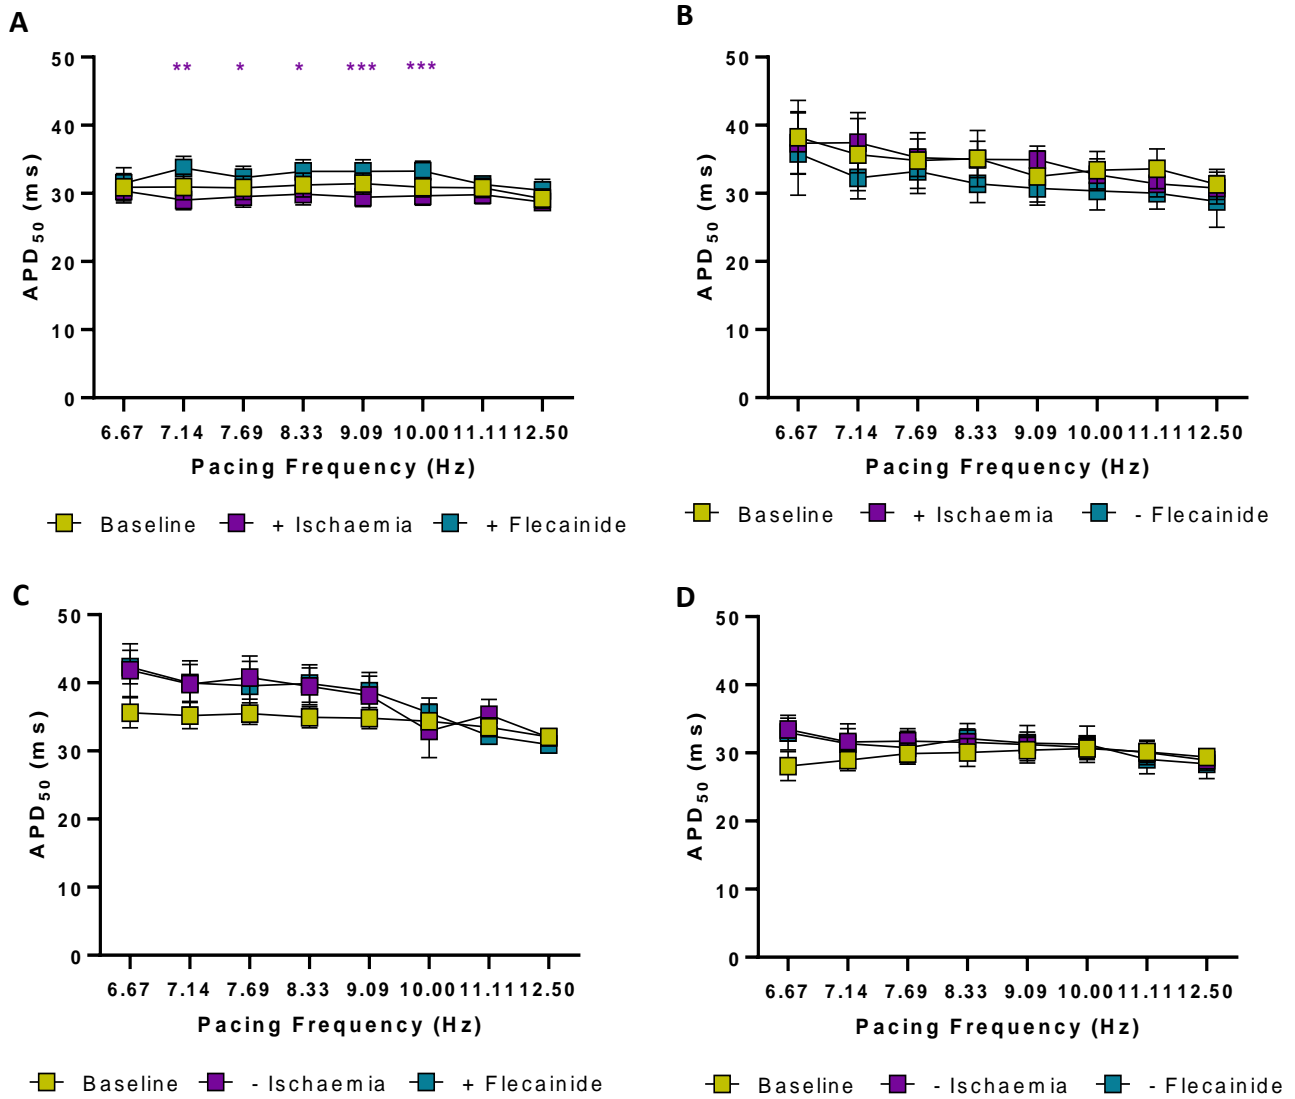 A
50
40
30
20
10
0
APD50 (ms)
** * * *** ***
6.67 7.14 7.69 8.33 9.09 10.00 11.11 12.50
Pacing Frequency (Hz)
Baseline + Ischaemia + Flecainide
B
50
40
30
20
10
0
APD50 (ms)
6.67 7.14 7.69 8.33 9.09 10.00 11.11 12.50
Pacing Frequency (Hz)
Baseline + Ischaemia - Flecainide
C
50
40
30
20
10
0
APD50 (ms)
6.67 7.14 7.69 8.33 9.09 10.00 11.11 12.50
Pacing Frequency (Hz)
Baseline - Ischaemia + Flecainide
D
50
40
30
20
10
0
APD50 (ms)
6.67 7.14 7.69 8.33 9.09 10.00 11.11 12.50
Pacing Frequency (Hz)
Baseline - Ischaemia - Flecainide